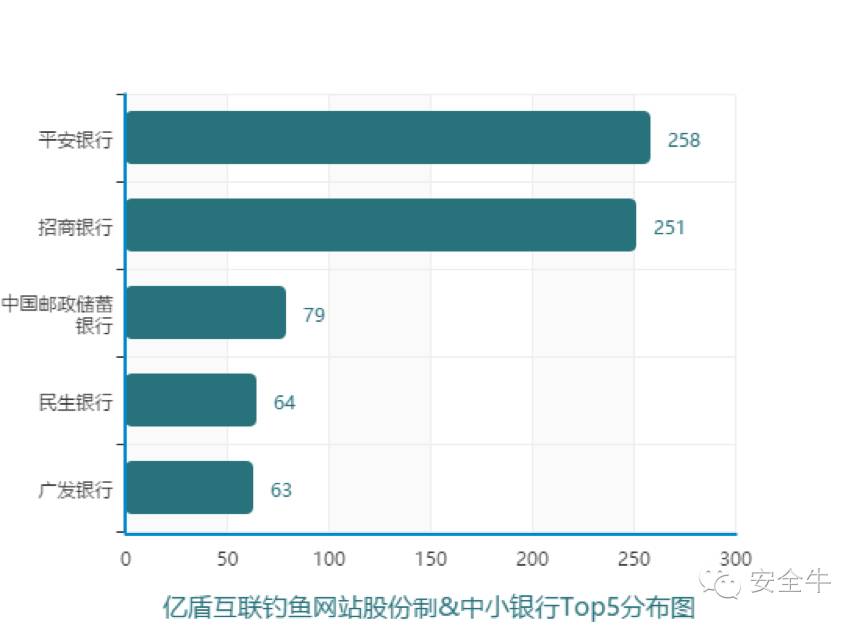 平安银行
258
招商银行
251
中国邮政储蓄
银行
79
民生银行
64
广发银行
63
0 50 100 150 200 250 300
安全牛
亿盾互联钓鱼网站股份制&中小银行Top5分布图